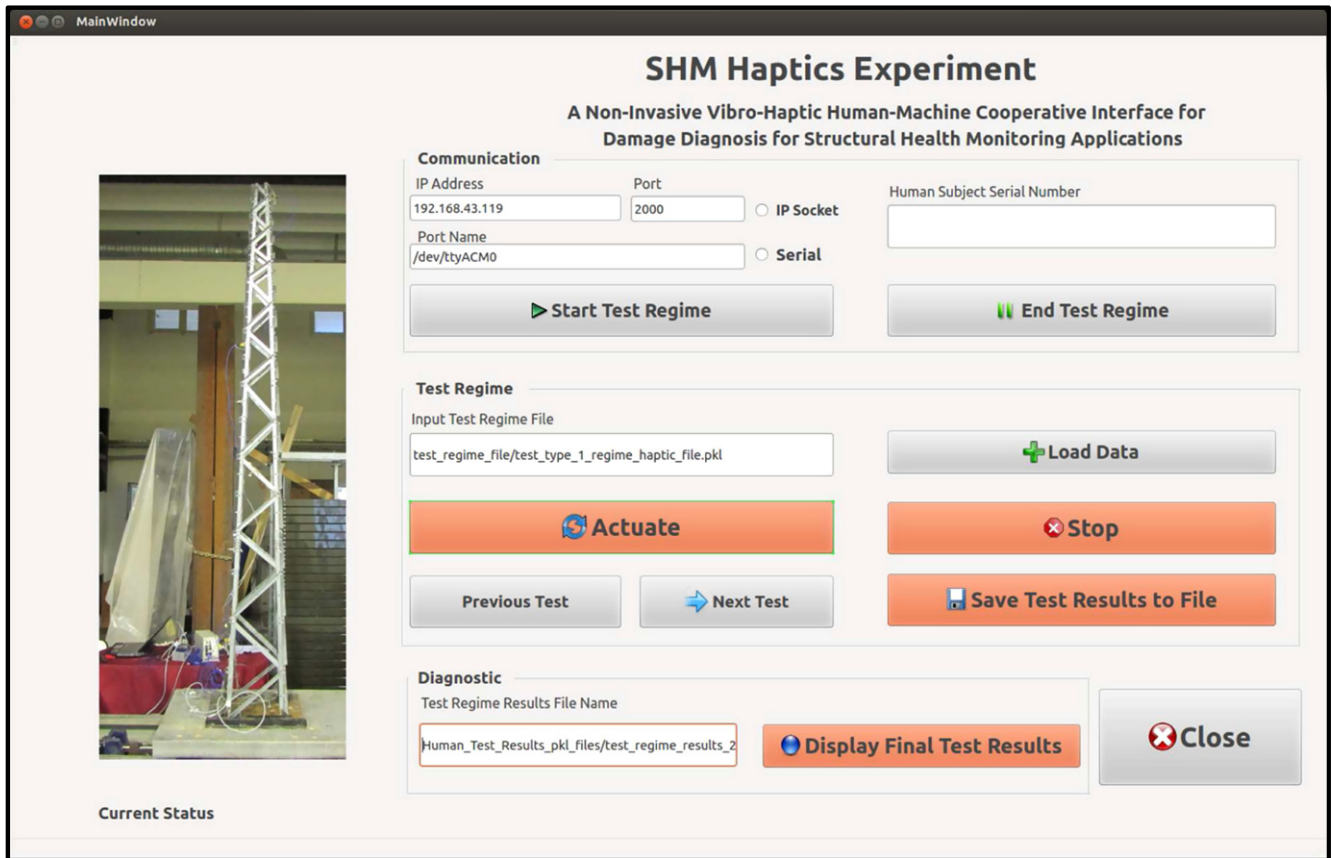 MainWindow
SHM Haptics Experiment
A Non-Invasive Vibro-Haptic Human-Machine Cooperative Interface for
Damage Diagnosis for Structural Health Monitoring Applications
Communication
IP Address
Port
192.168.43.119
2000
IP Socket
Human Subject Serial Number
Port Name
/dev/ttyACM0
Serial
Start Test Regime
End Test Regime
Test Regime
Input Test Regime File
test_regime_file/test_type_1_regime_haptic_file.pkl
Load Data
Actuate
Stop
Previous Test
Next Test
Save Test Results to File
Diagnostic
Test Regime Results File Name
Human_Test_Results_pkl_files/test_regime_results_2
Display Final Test Results
Close
Current Status